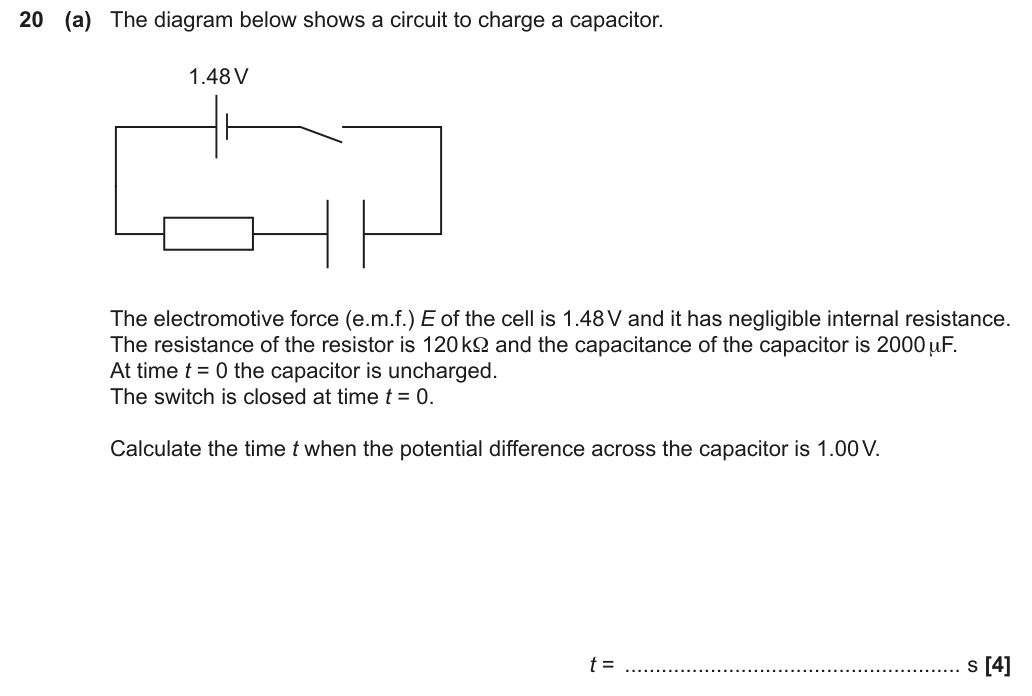 20 (a) The diagram below shows a circuit to charge a capacitor.
1.48 V
The electromotive force (e.m.f.) E of the cell is 1.48 V and it has negligible internal resistance.
The resistance of the resistor is 120 kΩ and the capacitance of the capacitor is 2000 μF.
At time t = 0 the capacitor is uncharged.
The switch is closed at time t = 0.
Calculate the time t when the potential difference across the capacitor is 1.00 V.
t = ...................................................... s [4]